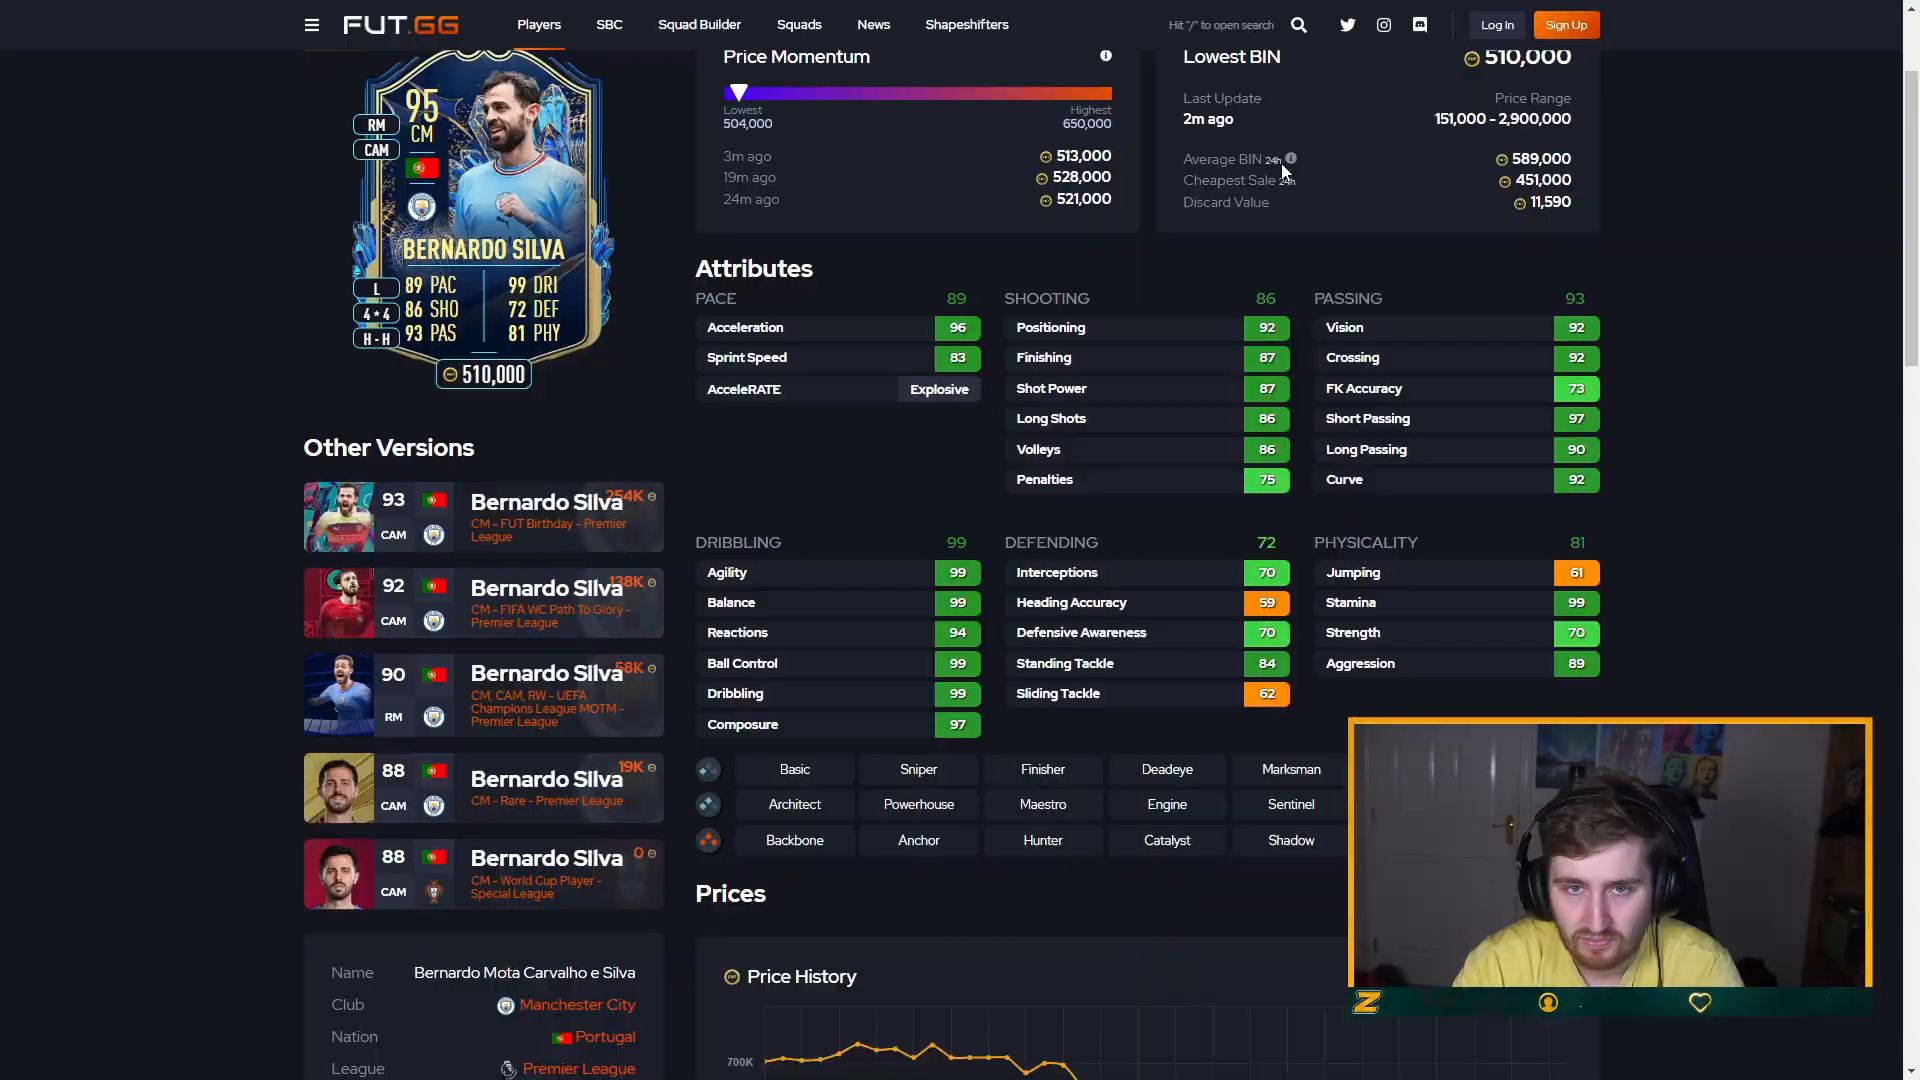 FUT.GG
Players
SBC
Squad Builder
Squads
News
Shapeshifters
Hit "/" to open search
Log In
Sign Up
95
CM
RM
CAM
BERNARDO SILVA
L
4★4
H - H
89 PAC
99 DRI
86 SHO
72 DEF
93 PAS
81 PHY
510,000
Price Momentum
Lowest
504,000
Highest
650,000
3m ago
513,000
19m ago
528,000
24m ago
521,000
Lowest BIN
510,000
Last Update
Price Range
2m ago
151,000 - 2,900,000
Average BIN 24h
589,000
Cheapest Sale 24h
451,000
Discard Value
11,590
Attributes
PACE 89
Acceleration 96
Sprint Speed 83
AcceleRATE Explosive
SHOOTING 86
Positioning 92
Finishing 87
Shot Power 87
Long Shots 86
Volleys 86
Penalties 75
PASSING 93
Vision 92
Crossing 92
FK Accuracy 73
Short Passing 97
Long Passing 90
Curve 92
DRIBBLING 99
Agility 99
Balance 99
Reactions 94
Ball Control 99
Dribbling 99
Composure 97
DEFENDING 72
Interceptions 70
Heading Accuracy 59
Defensive Awareness 70
Standing Tackle 84
Sliding Tackle 62
PHYSICALITY 81
Jumping 61
Stamina 99
Strength 70
Aggression 89
Basic
Sniper
Finisher
Deadeye
Marksman
Architect
Powerhouse
Maestro
Engine
Sentinel
Backbone
Anchor
Hunter
Catalyst
Shadow
Other Versions
93
CAM
Bernardo Silva
254K
CM - FUT Birthday - Premier
League
92
CAM
Bernardo Silva
138K
CM - FIFA WC Path To Glory -
Premier League
90
RM
Bernardo Silva
58K
CM, CAM, RW - UEFA
Champions League MOTM -
Premier League
88
CAM
Bernardo Silva
19K
CM - Rare - Premier League
88
CAM
Bernardo Silva
0
CM - World Cup Player -
Special League
Name
Bernardo Mota Carvalho e Silva
Club
Manchester City
Nation
Portugal
League
Premier League
Prices
Price History
700K
Z